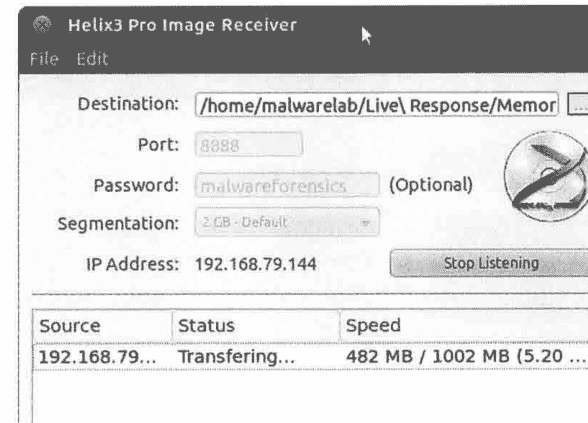 Helix3 Pro Image Receiver
File Edit
Destination: /home/malwarelab/Live\ Response/Memor ...
Port: 8888
Password: malwareforensics (Optional)
Segmentation: 2 GB - Default
IP Address: 192.168.79.144 Stop Listening
Source Status Speed
192.168.79... Transfering... 482 MB / 1002 MB (5.20 ...